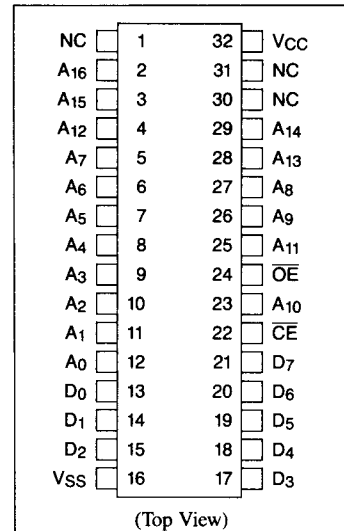 NC 1 32 VCC
A16 2 31 NC
A15 3 30 NC
A12 4 29 A14
A7 5 28 A13
A6 6 27 A8
A5 7 26 A9
A4 8 25 A11
A3 9 24 O̅E̅
A2 10 23 A10
A1 11 22 C̅E̅
A0 12 21 D7
D0 13 20 D6
D1 14 19 D5
D2 15 18 D4
VSS 16 17 D3
(Top View)